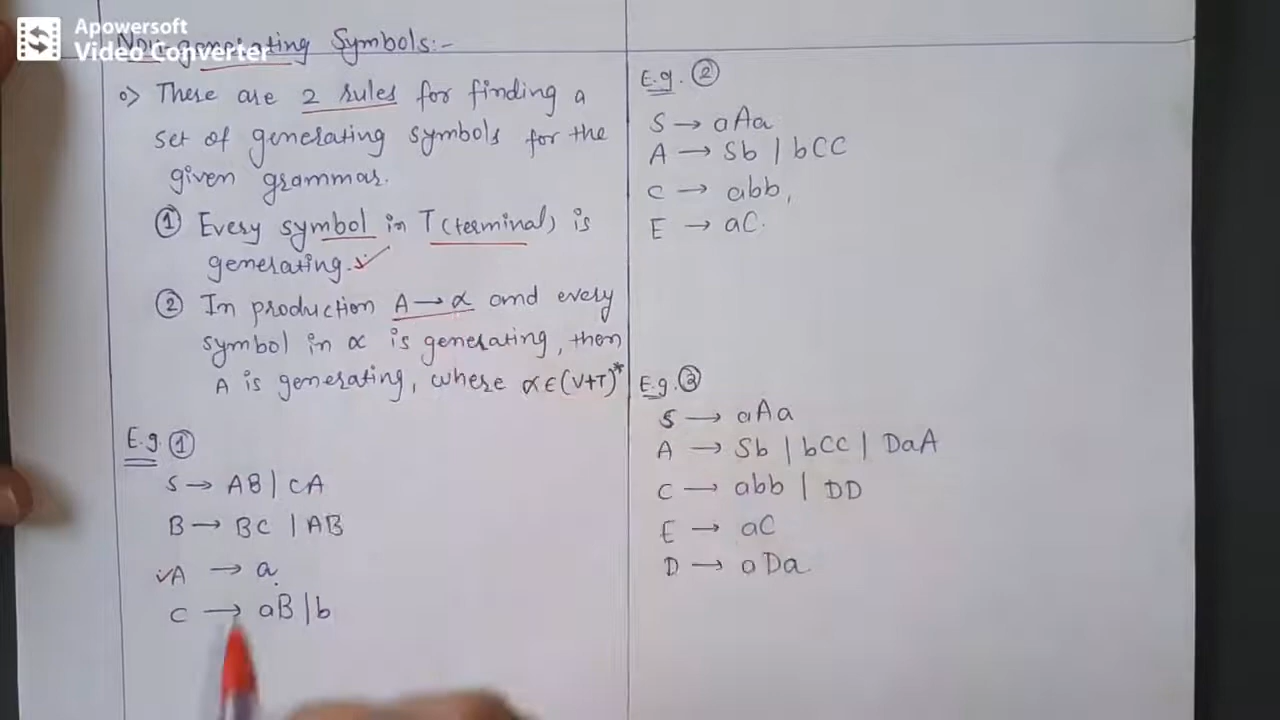 Apowersoft
Video Converter
Non-generating Symbols:-
o) There are 2 rules for finding a
set of generating symbols for the
given grammar.
① Every symbol in T (terminal) is
generating. ✓
② In production A → α and every
symbol in α is generating, then
A is generating, where α ∈ (V+T)*
E.g. ①
S → AB | CA
B → BC | AB
✓A → a
C → aB | b
E.g. ②
S → aAa
A → Sb | bCC
C → abb,
E → aC.
E.g. ③
S → aAa
A → Sb | bCC | DaA
C → abb | DD
E → aC
D → aDa